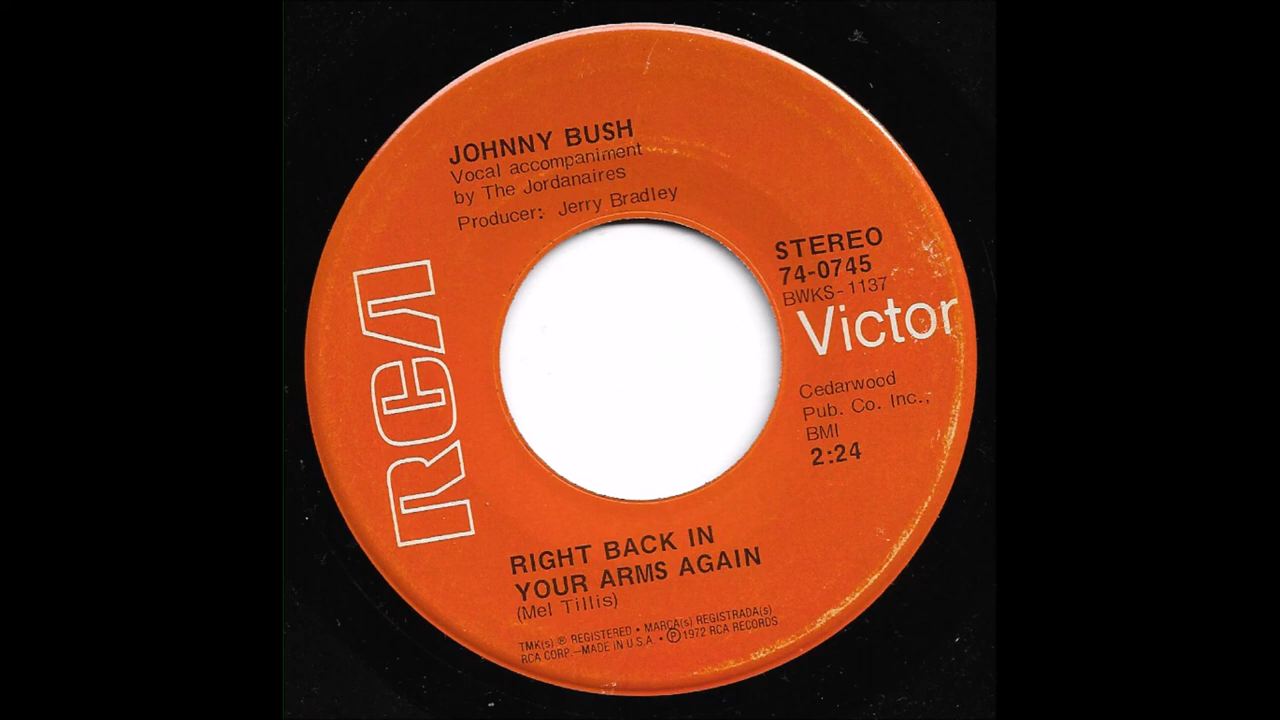 JOHNNY BUSH
Vocal accompaniment
by The Jordanaires
Producer: Jerry Bradley
STEREO
74-0745
BWKS-1137
Victor
Cedarwood
Pub. Co. Inc.,
BMI
2:24
RCA
RIGHT BACK IN
YOUR ARMS AGAIN
(Mel Tillis)
TMK(s) ® REGISTERED • MARCA(s) REGISTRADA(s)
RCA CORP.—MADE IN U.S.A. • ℗ 1972 RCA RECORDS